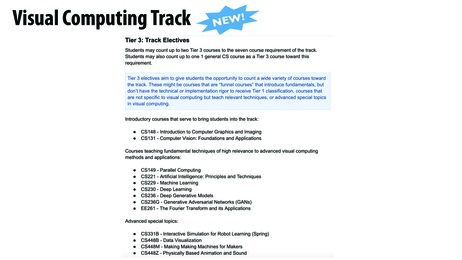 Visual Computing Track
NEW!
Tier 3: Track Electives
Students may count up to two Tier 3 courses to the seven course requirement of the track.
Students may also count up to one 1 general CS course as a Tier 3 course toward this
requirement.
Tier 3 electives aim to give students the opportunity to count a wide variety of courses toward
the track. These might be courses that are "funnel courses" that introduce fundamentals, but
don't have the technical or implementation rigor to receive Tier 1 classification, courses that
are not specific to visual computing but teach relevant techniques, or advanced special topics
in visual computing.
Introductory courses that serve to bring students into the track:
● CS148 - Introduction to Computer Graphics and Imaging
● CS131 - Computer Vision: Foundations and Applications
Courses teaching fundamental techniques of high relevance to advanced visual computing
methods and applications:
● CS149 - Parallel Computing
● CS221 - Artificial Intelligence: Principles and Techniques
● CS229 - Machine Learning
● CS230 - Deep Learning
● CS236 - Deep Generative Models
● CS236G - Generative Adversarial Networks (GANs)
● EE261 - The Fourier Transform and its Applications
Advanced special topics:
● CS331B - Interactive Simulation for Robot Learning (Spring)
● CS448B - Data Visualization
● CS448M - Making Making Machines for Makers
● CS448Z - Physically Based Animation and Sound